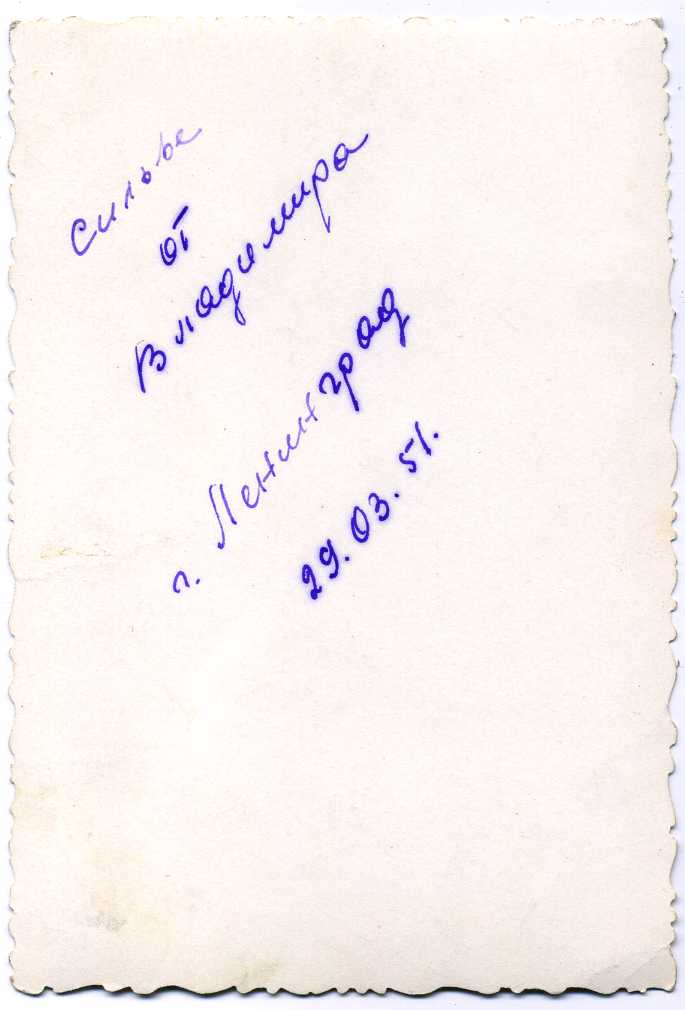 Сильве
от
Владимира
г. Ленинград
29.03.51.